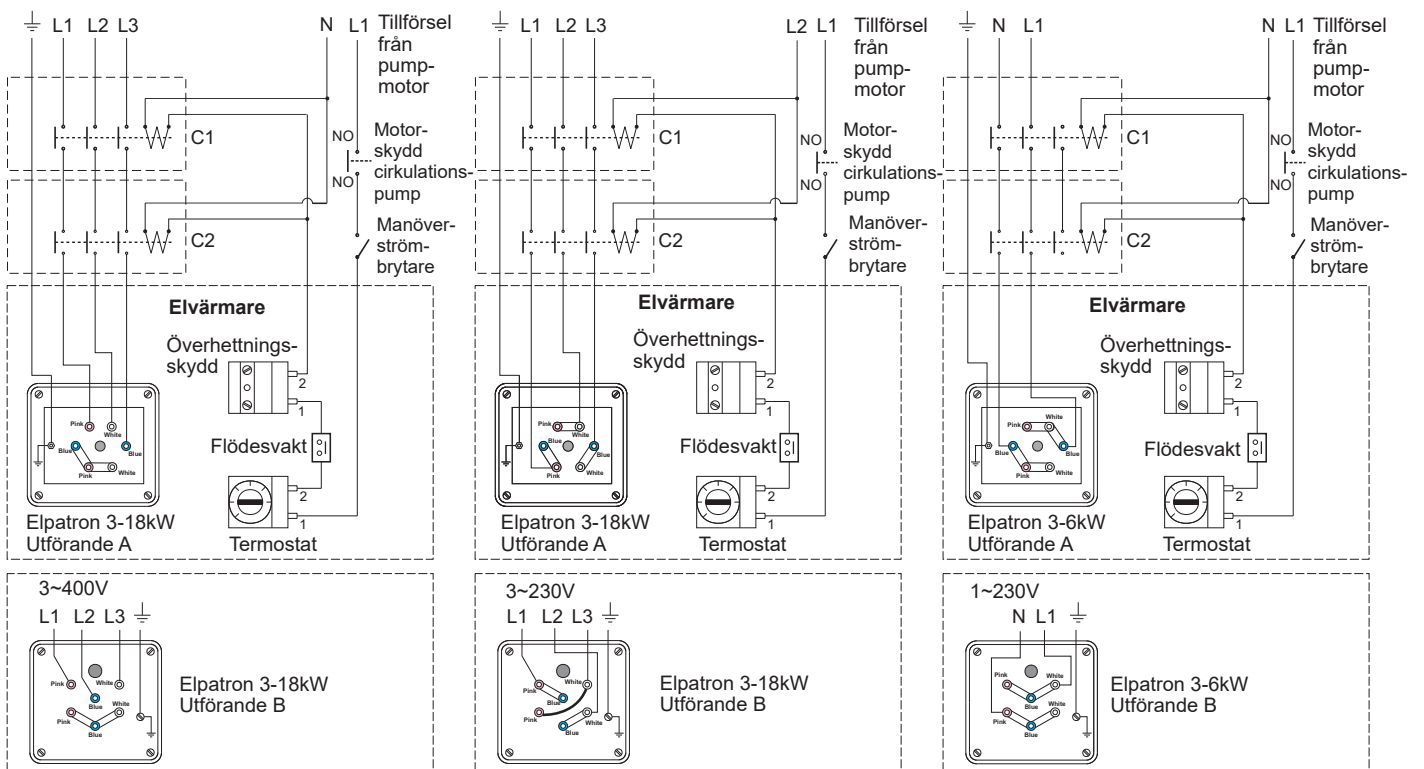 L1 L2 L3
N L1
Tillförsel
från
pump-
motor
C1
NO
NO
Motor-
skydd
cirkulations-
pump
C2
Manöver-
ström-
brytare
Elvärmare
Överhettnings-
skydd
2
1
Pink
White
Blue
Blue
Pink
White
Flödesvakt
2
1
Elpatron 3-18kW
Utförande A
Termostat
3~400V
L1 L2 L3
Pink
White
Blue
White
Pink
Blue
Elpatron 3-18kW
Utförande B
L1 L2 L3
L2 L1
Tillförsel
från
pump-
motor
C1
NO
NO
Motor-
skydd
cirkulations-
pump
C2
Manöver-
ström-
brytare
Elvärmare
Överhettnings-
skydd
2
1
Pink
White
Blue
Blue
Pink
White
Flödesvakt
2
1
Elpatron 3-18kW
Utförande A
Termostat
3~230V
L1 L2 L3
Pink
White
Blue
White
Pink
Blue
Elpatron 3-18kW
Utförande B
N L1
N L1
Tillförsel
från
pump-
motor
C1
NO
NO
Motor-
skydd
cirkulations-
pump
C2
Manöver-
ström-
brytare
Elvärmare
Överhettnings-
skydd
2
1
White
Pink
Blue
Blue
Pink
White
Flödesvakt
2
1
Elpatron 3-6kW
Utförande A
Termostat
1~230V
N L1
Pink
White
Blue
White
Pink
Blue
Elpatron 3-6kW
Utförande B